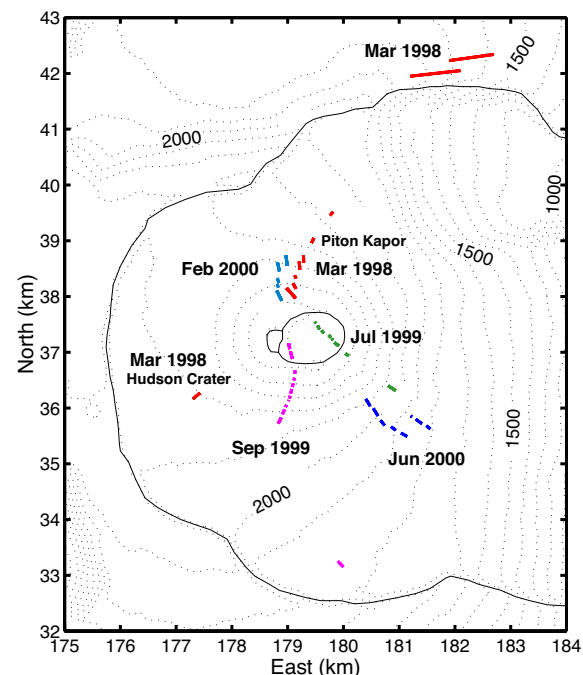 43
42
41
40
39
38
37
36
35
34
33
32
North (km)
Mar 1998
1500
2000
1000
Piton Kapor
Feb 2000
Mar 1998
1500
Jul 1999
Mar 1998
Hudson Crater
Sep 1999
Jun 2000
1500
2000
175 176 177 178 179 180 181 182 183 184
East (km)